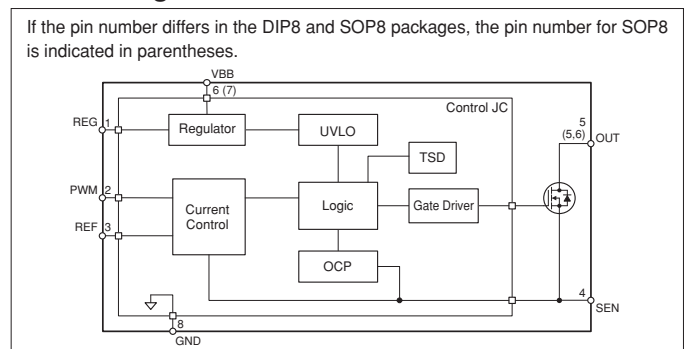 If the pin number differs in the DIP8 and SOP8 packages, the pin number for SOP8
is indicated in parentheses.
VBB
6 (7)
Control JC
REG 1
Regulator
UVLO
5
(5,6)
OUT
TSD
PWM 2
Current
Control
Logic
Gate Driver
REF 3
OCP
4
SEN
8
GND